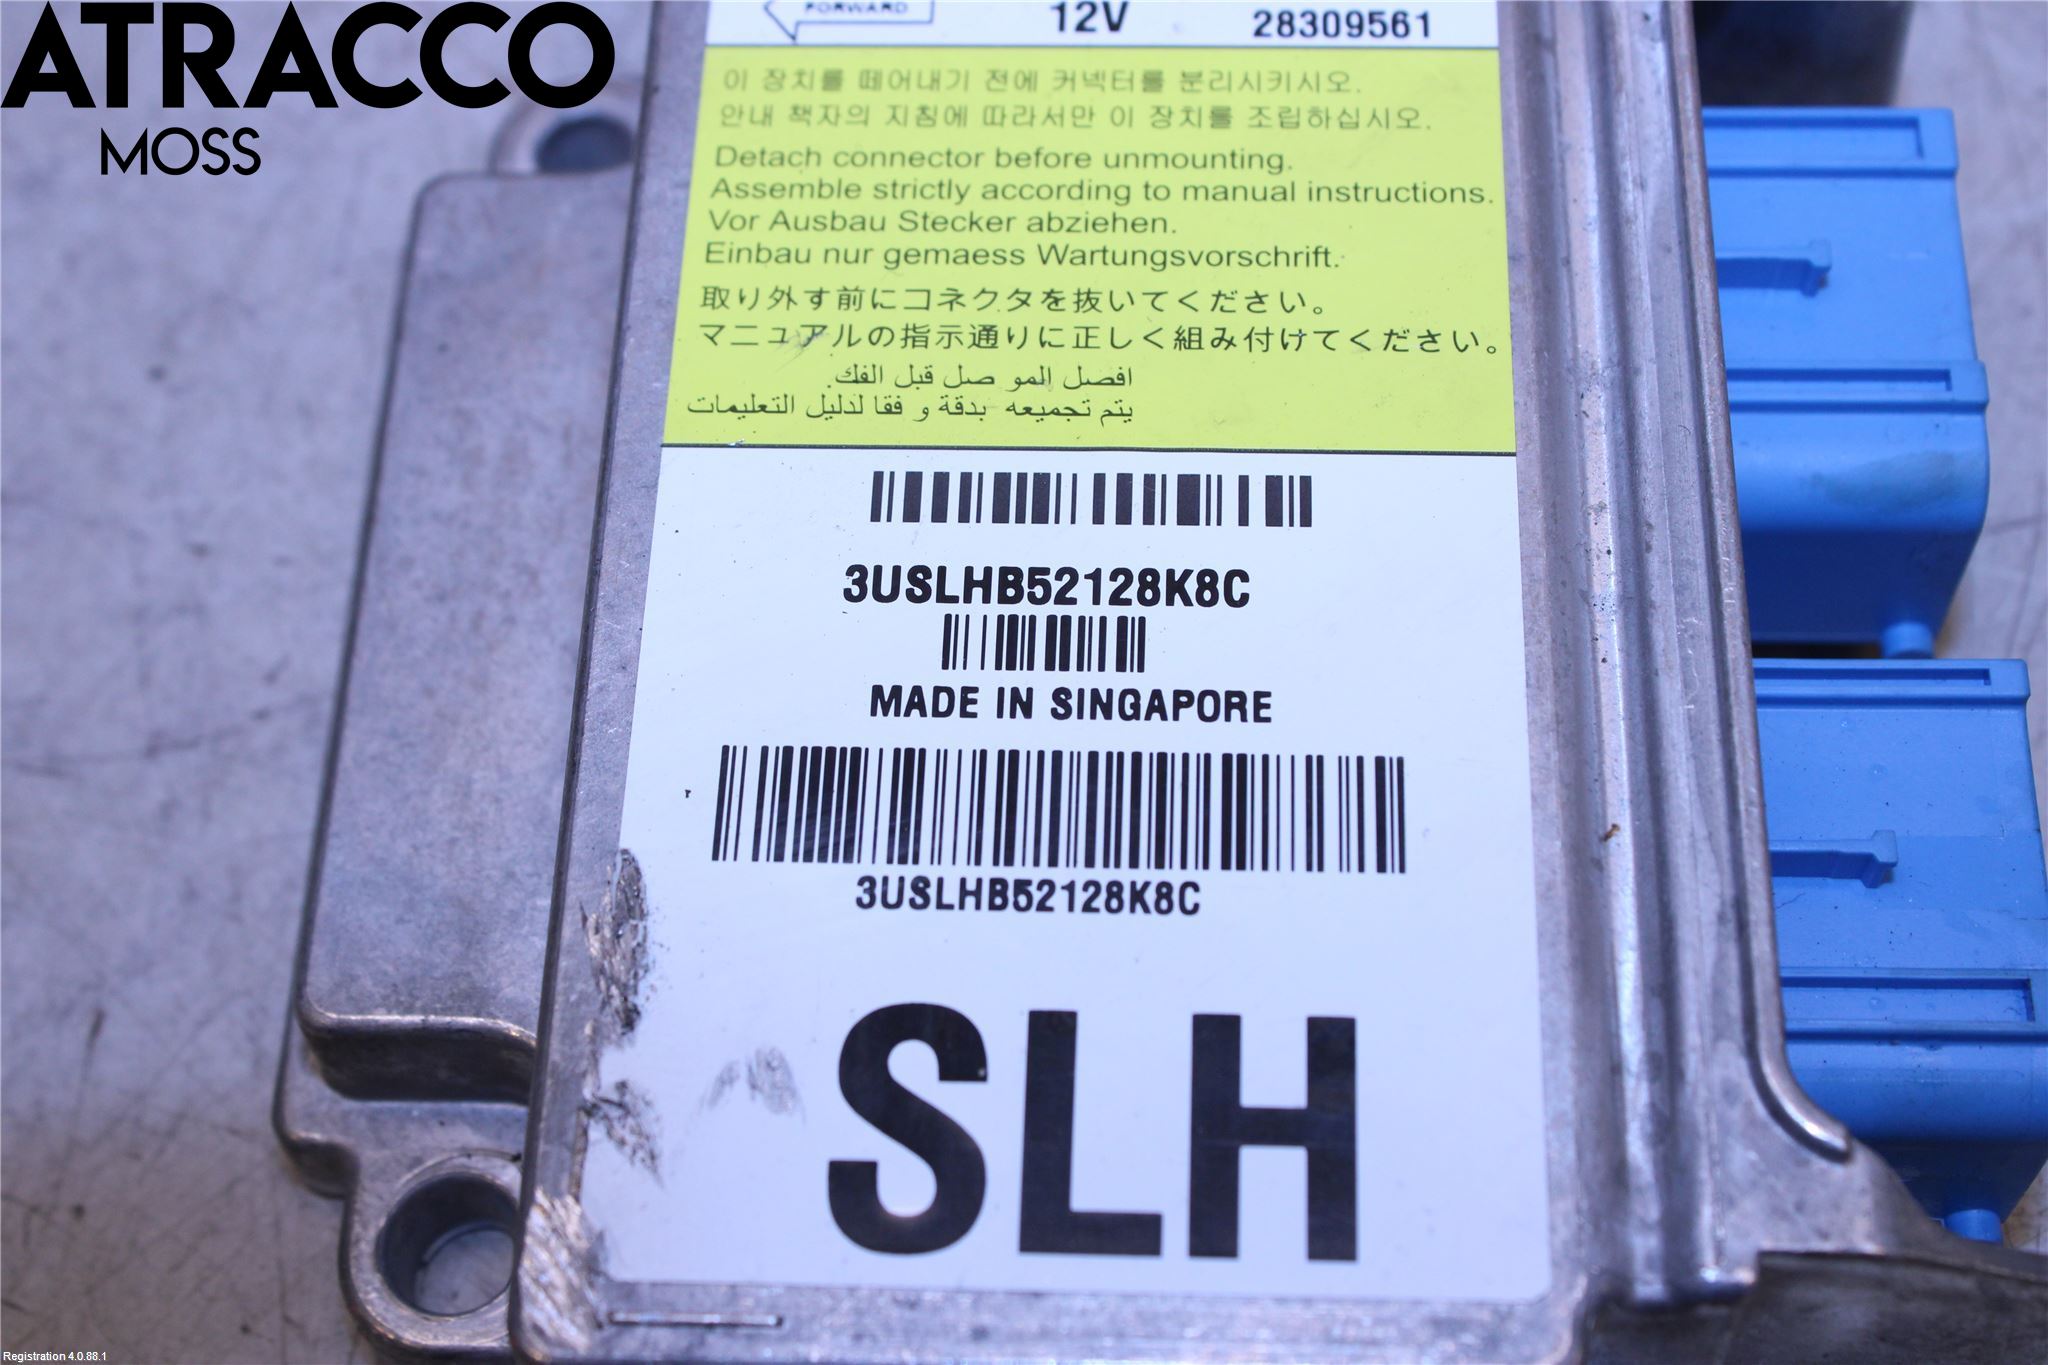 ATRACCO
MOSS
FORWARD
12V
28309561
이 장치를 떼어내기 전에 커넥터를 분리시키시오.
안내 책자의 지침에 따라서만 이 장치를 조립하십시오.
Detach connector before unmounting.
Assemble strictly according to manual instructions.
Vor Ausbau Stecker abziehen.
Einbau nur gemaess Wartungsvorschrift.
取り外す前にコネクタを抜いてください。
マニュアルの指示通りに正しく組み付けてください。
افصل المو صل قبل الفك.
يتم تجميعه بدقة و فقا لدليل التعليمات
3USLHB52128K8C
MADE IN SINGAPORE
3USLHB52128K8C
SLH
Registration 4.0.88.1